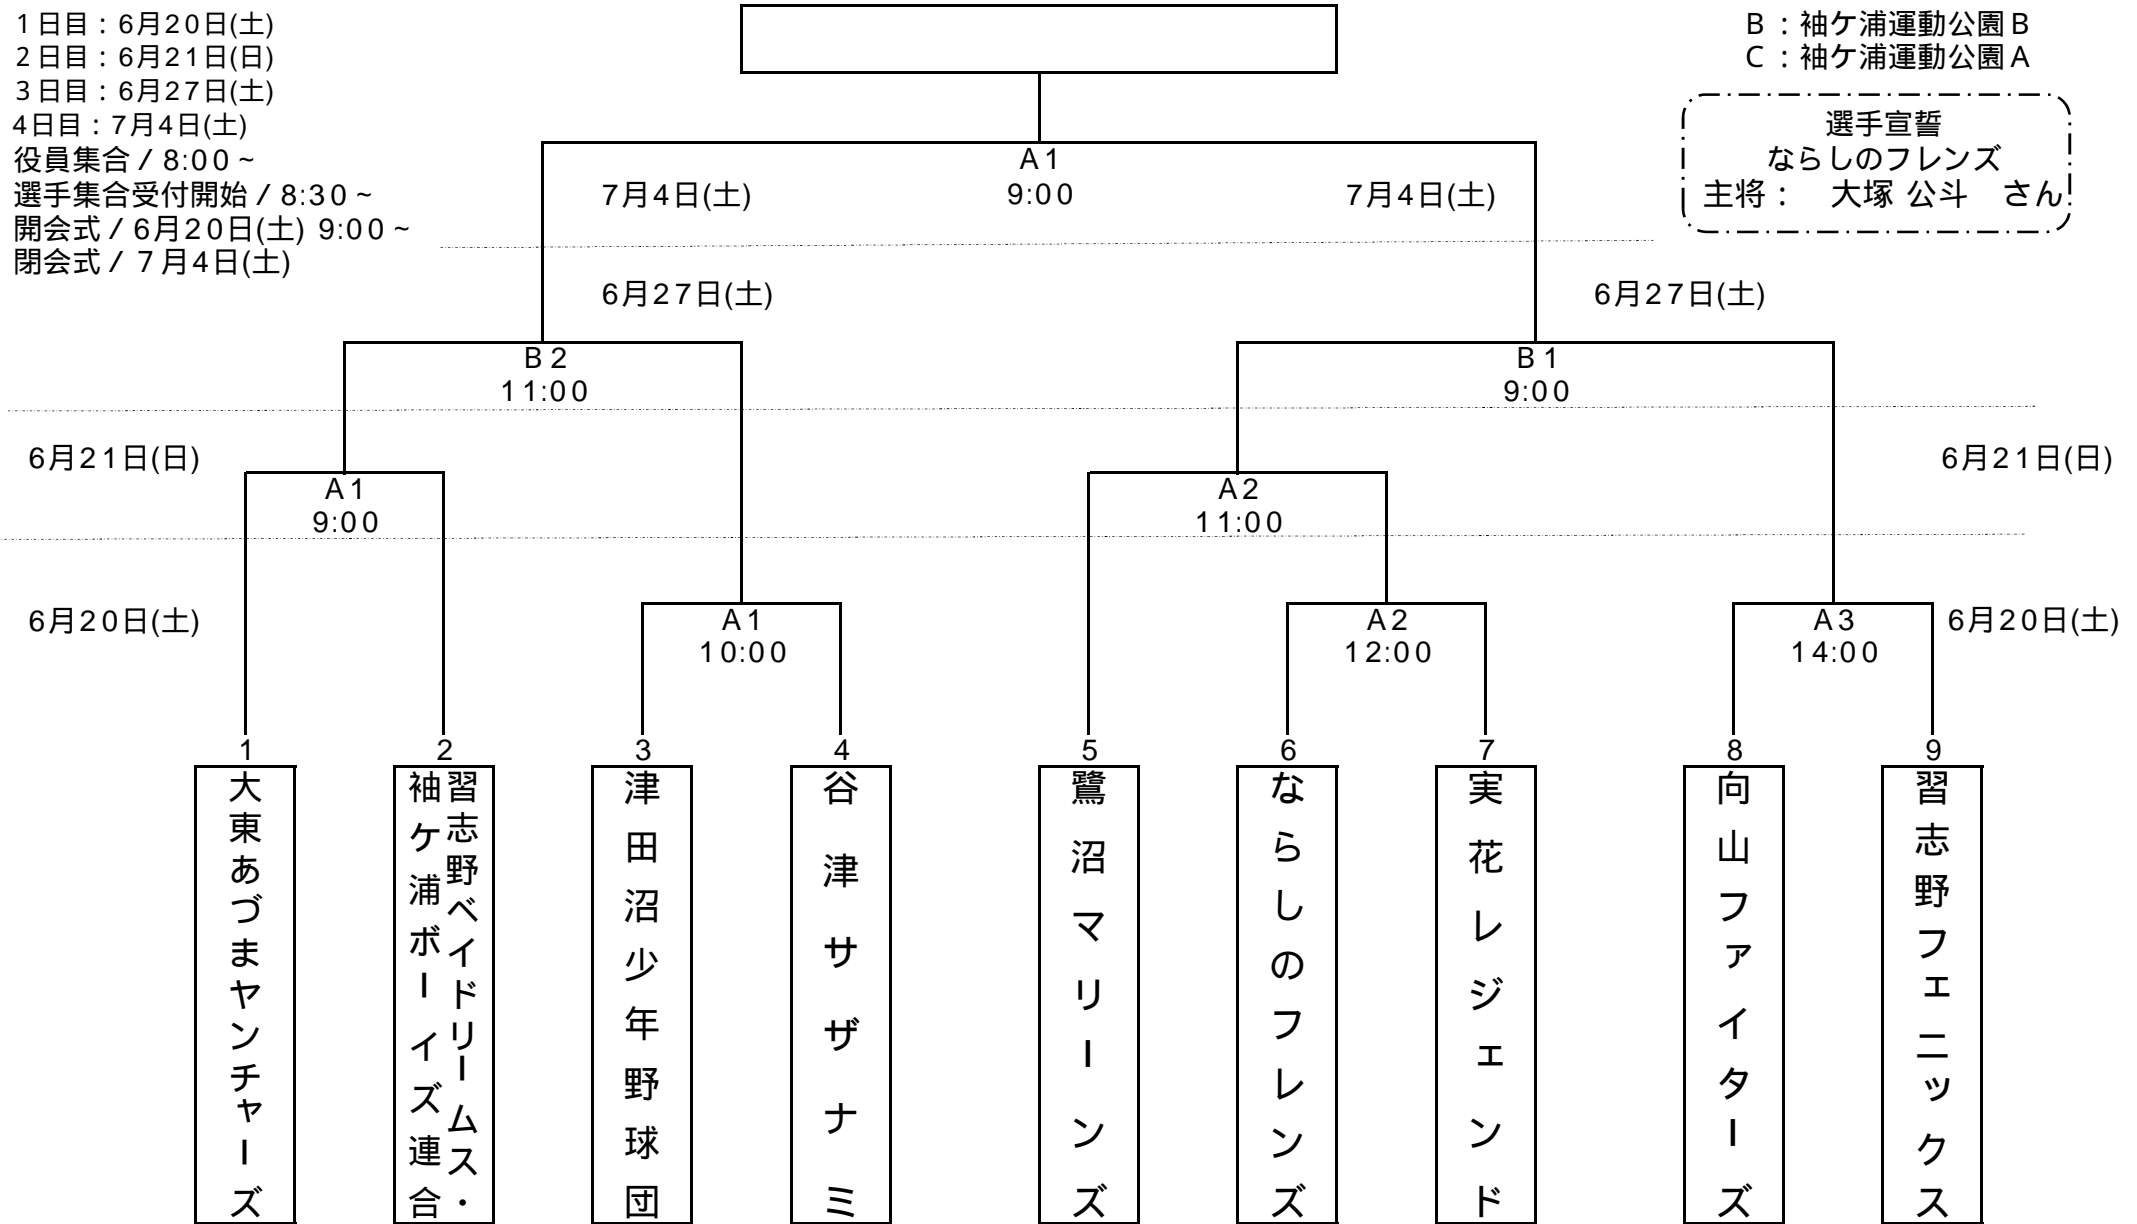 1日目：6月20日(土)
2日目：6月21日(日)
3日目：6月27日(土)
4日目：7月4日(土)
役員集合／8:00～
選手集合受付開始／8:30～
開会式／6月20日(土) 9:00～
閉会式／7月4日(土)
B：袖ケ浦運動公園B
C：袖ケ浦運動公園A
選手宣誓
ならしのフレンズ
主将：　大塚 公斗　さん
A1
7月4日(土)
9:00
7月4日(土)
6月27日(土)
6月27日(土)
B2
11:00
B1
9:00
6月21日(日)
6月21日(日)
A1
9:00
A2
11:00
6月20日(土)
6月20日(土)
A1
10:00
A2
12:00
A3
14:00
1
大東あづまヤンチャーズ
2
習志野ベイドリームス・
袖ケ浦ボーイズ連合
3
津田沼少年野球団
4
谷津サザナミ
5
鷺沼マリーンズ
6
ならしのフレンズ
7
実花レジェンド
8
向山ファイターズ
9
習志野フェニックス